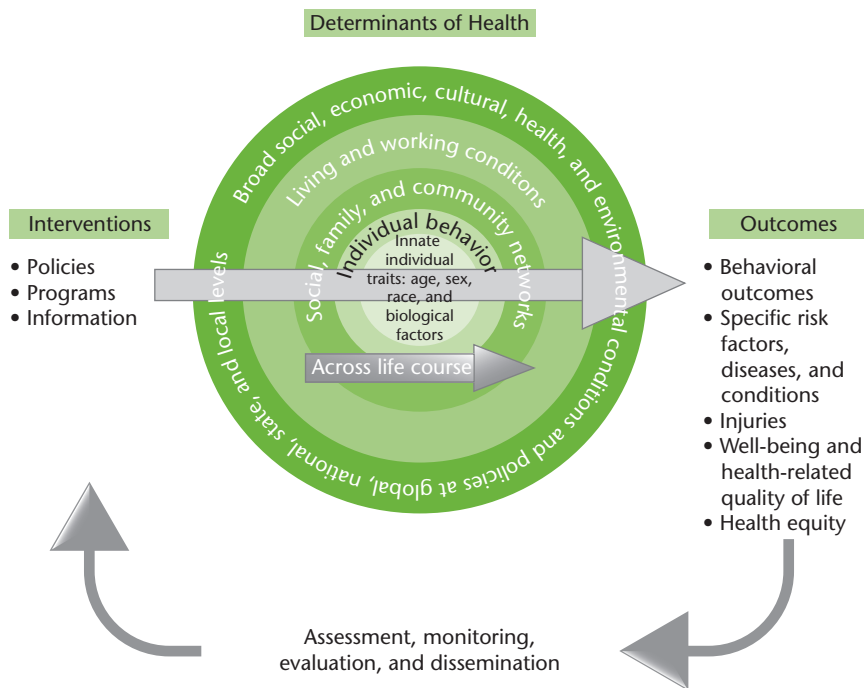 Determinants of Health
Broad social, economic, cultural, health, and environmental conditions and policies at global, national, state, and local levels
Living and working conditons
Social, family, and community networks
Individual behavior
Innate
individual
traits: age, sex,
race, and
biological
factors
Across life course
Interventions
• Policies
• Programs
• Information
Outcomes
• Behavioral
outcomes
• Specific risk
factors,
diseases, and
conditions
• Injuries
• Well-being and
health-related
quality of life
• Health equity
Assessment, monitoring,
evaluation, and dissemination